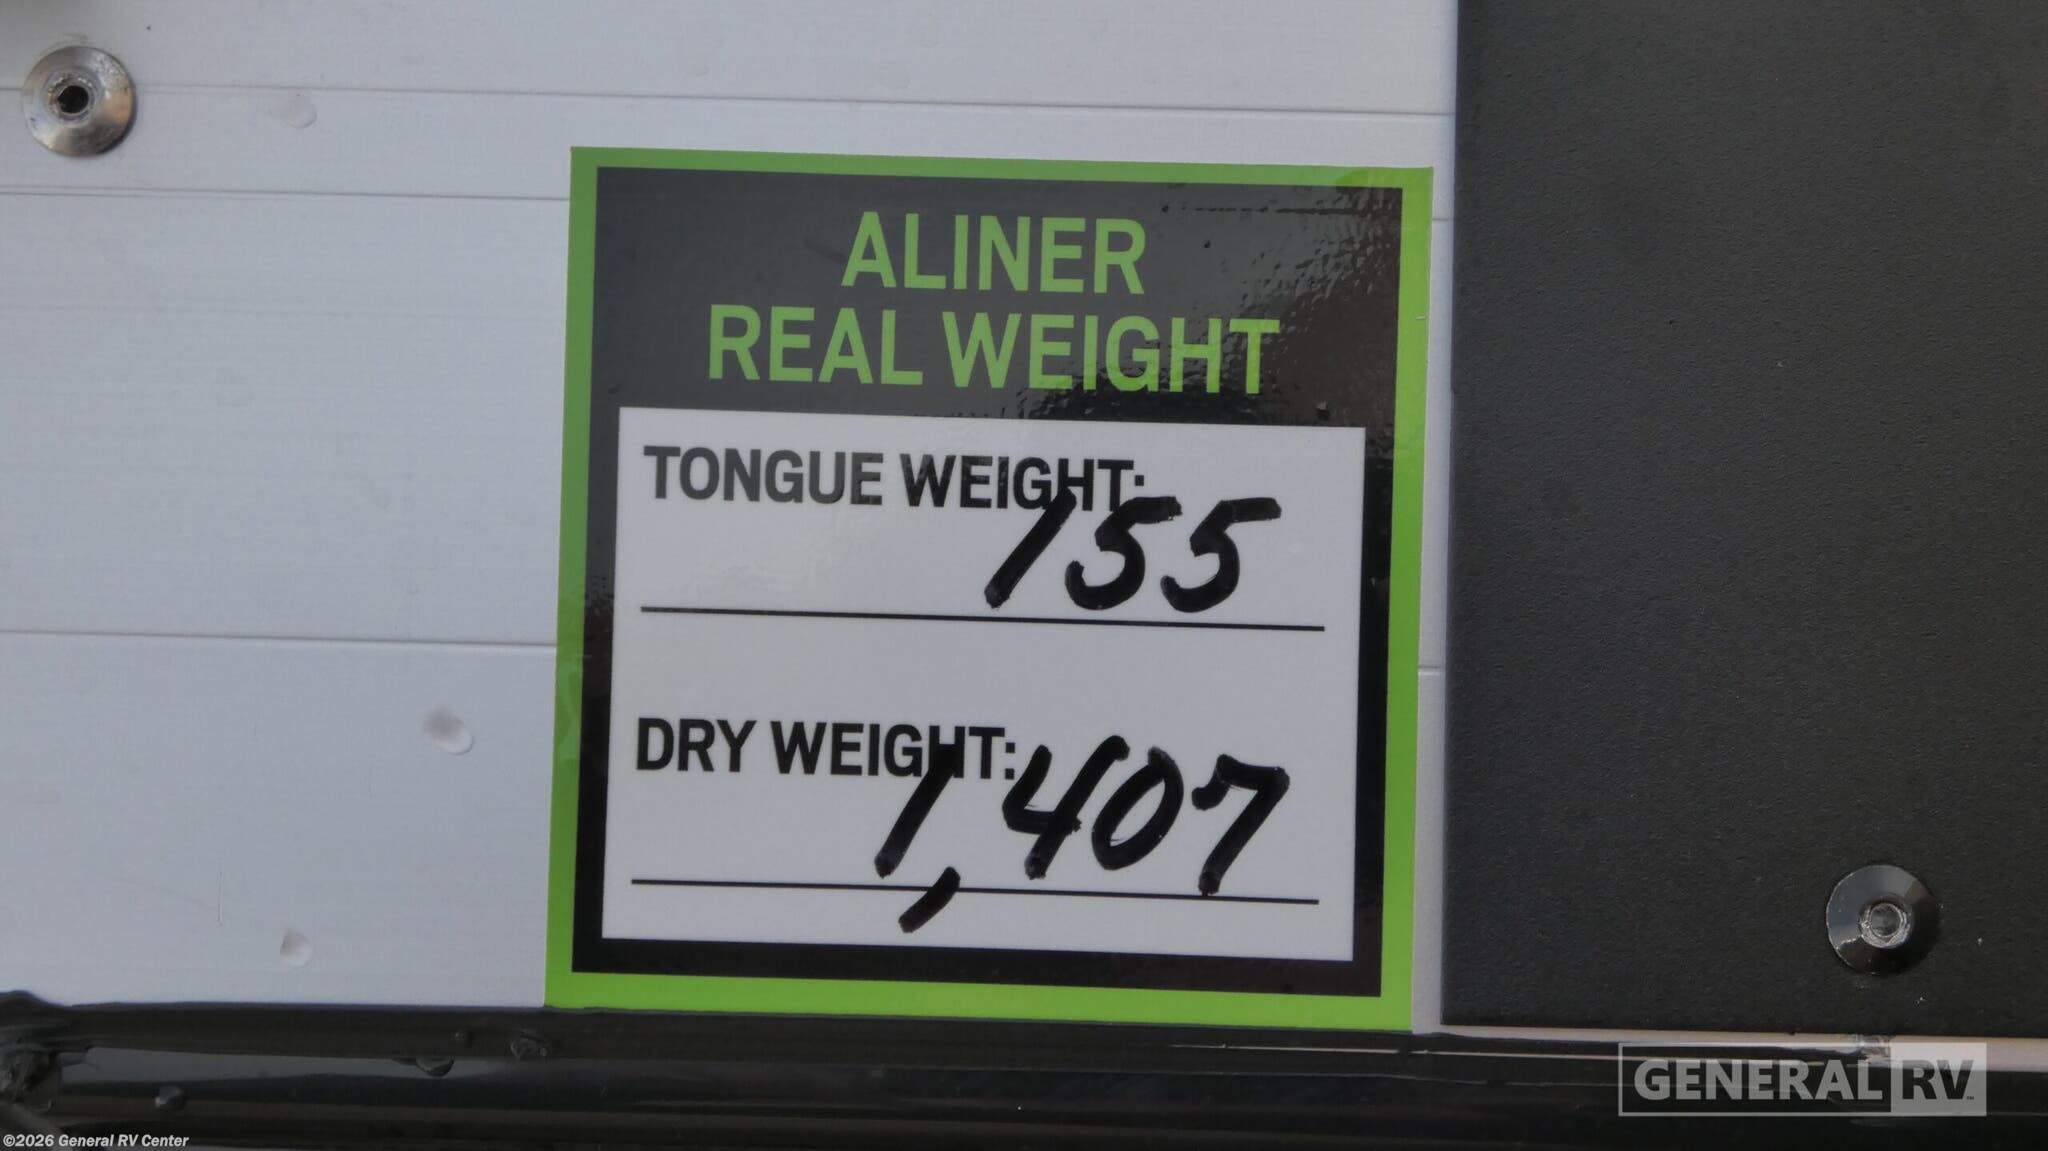 ALINER
REAL WEIGHT
TONGUE WEIGHT:
155
DRY WEIGHT:
1,407
GENERAL RV
©2026 General RV Center